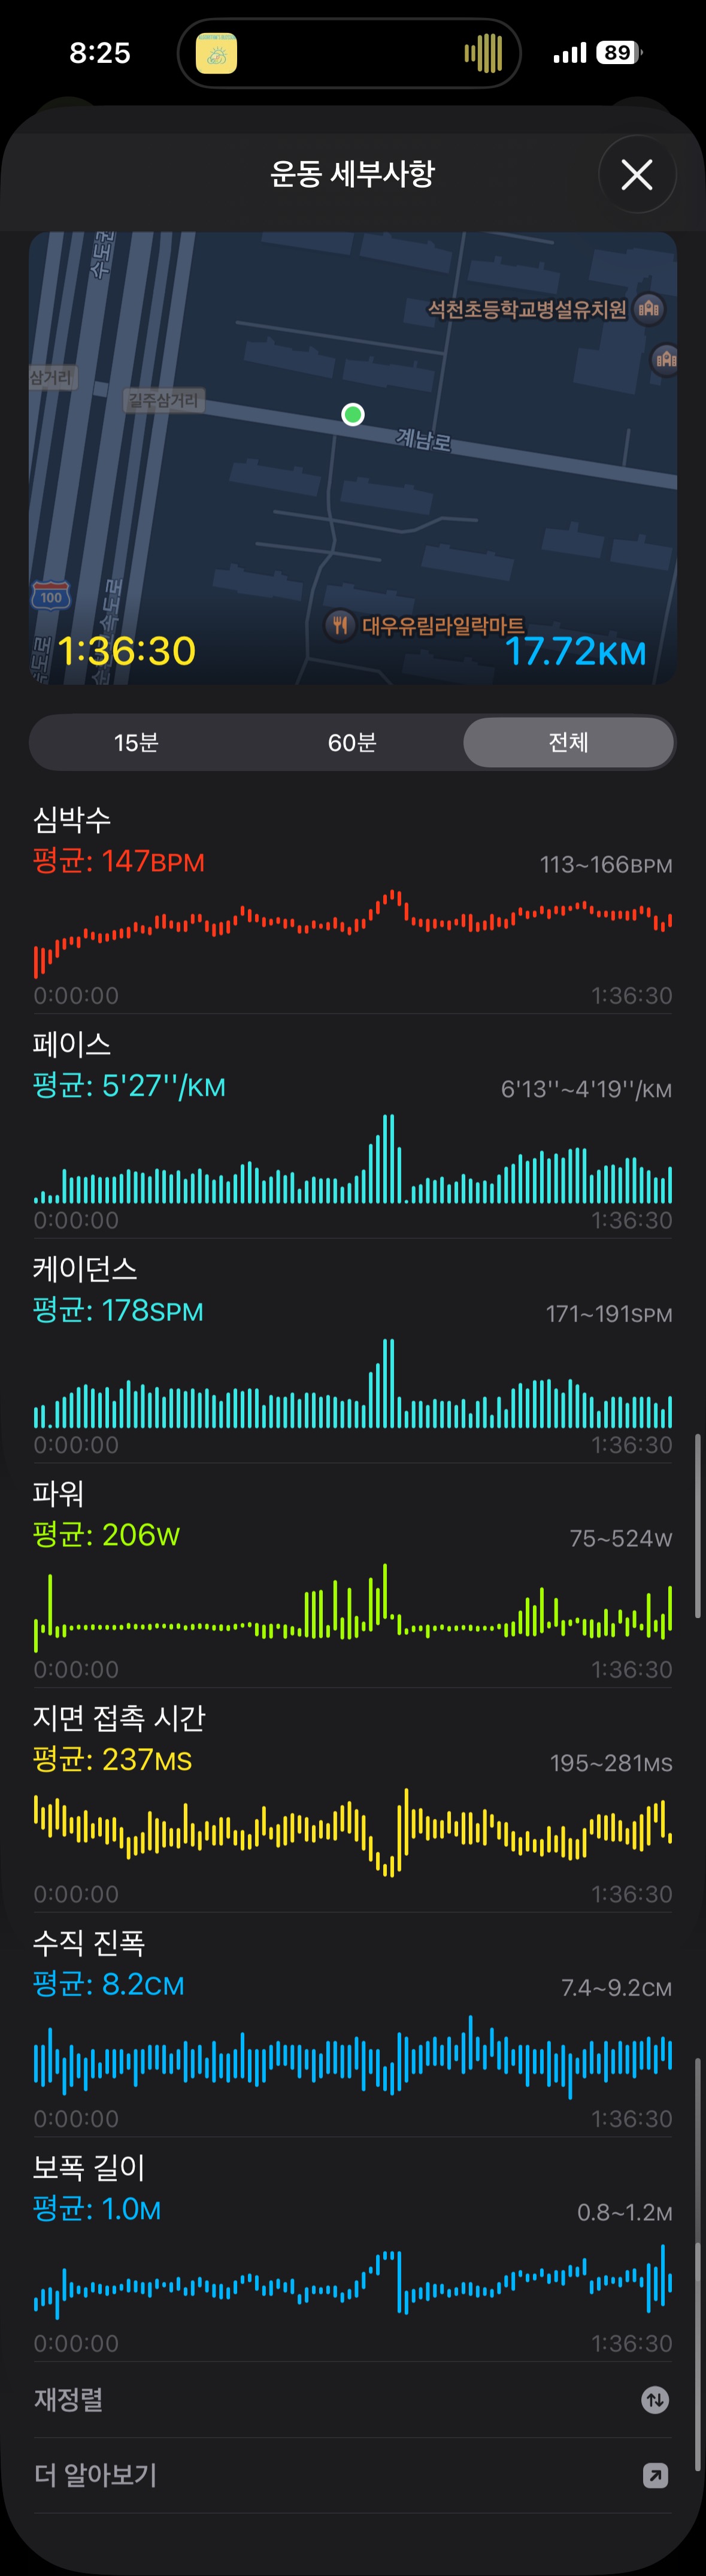 8:25
89
운동 세부사항
석천초등학교병설유치원
삼거리
길주삼거리
계남로
100
대우유림라일락마트
1:36:30
17.72KM
15분
60분
전체
심박수
평균: 147BPM
113~166BPM
0:00:00
1:36:30
페이스
평균: 5'27''/KM
6'13''~4'19''/KM
0:00:00
1:36:30
케이던스
평균: 178SPM
171~191SPM
0:00:00
1:36:30
파워
평균: 206W
75~524W
0:00:00
1:36:30
지면 접촉 시간
평균: 237MS
195~281MS
0:00:00
1:36:30
수직 진폭
평균: 8.2CM
7.4~9.2CM
0:00:00
1:36:30
보폭 길이
평균: 1.0M
0.8~1.2M
0:00:00
1:36:30
재정렬
더 알아보기